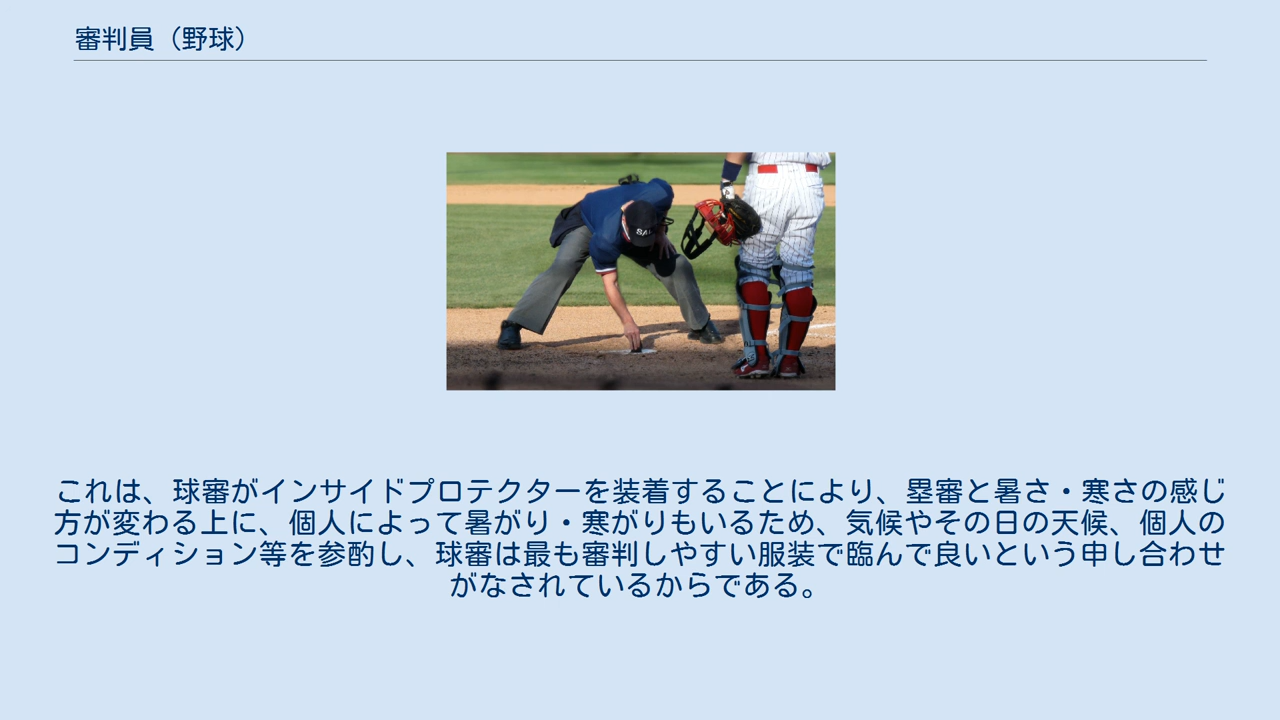 審判員（野球）
これは、球審がインサイドプロテクターを装着することにより、塁審と暑さ・寒さの感じ
方が変わる上に、個人によって暑がり・寒がりもいるため、気候やその日の天候、個人の
コンディション等を参酌し、球審は最も審判しやすい服装で臨んで良いという申し合わせ
がなされているからである。